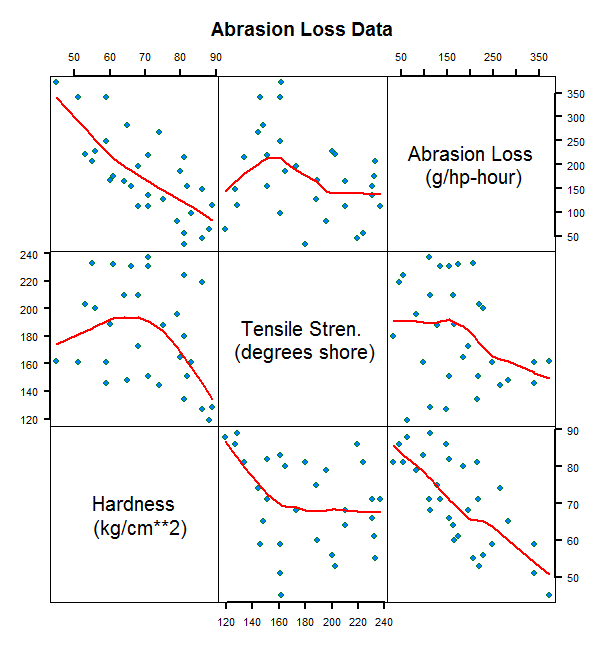 Abrasion Loss Data
50 60 70 80 90
50 150 250 350
Abrasion Loss
(g/hp-hour)
350
300
250
200
150
100
50
240
220
200
180
160
140
120
Tensile Stren.
(degrees shore)
Hardness
(kg/cm**2)
90
80
70
60
50
120 140 160 180 200 220 240